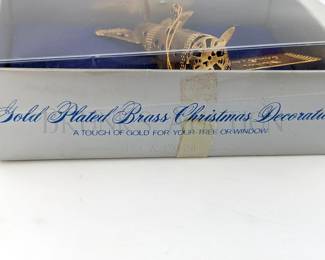 Gold Plated Brass Christmas Decoratio
A TOUCH OF GOLD FOR YOUR TREE OR WINDOW